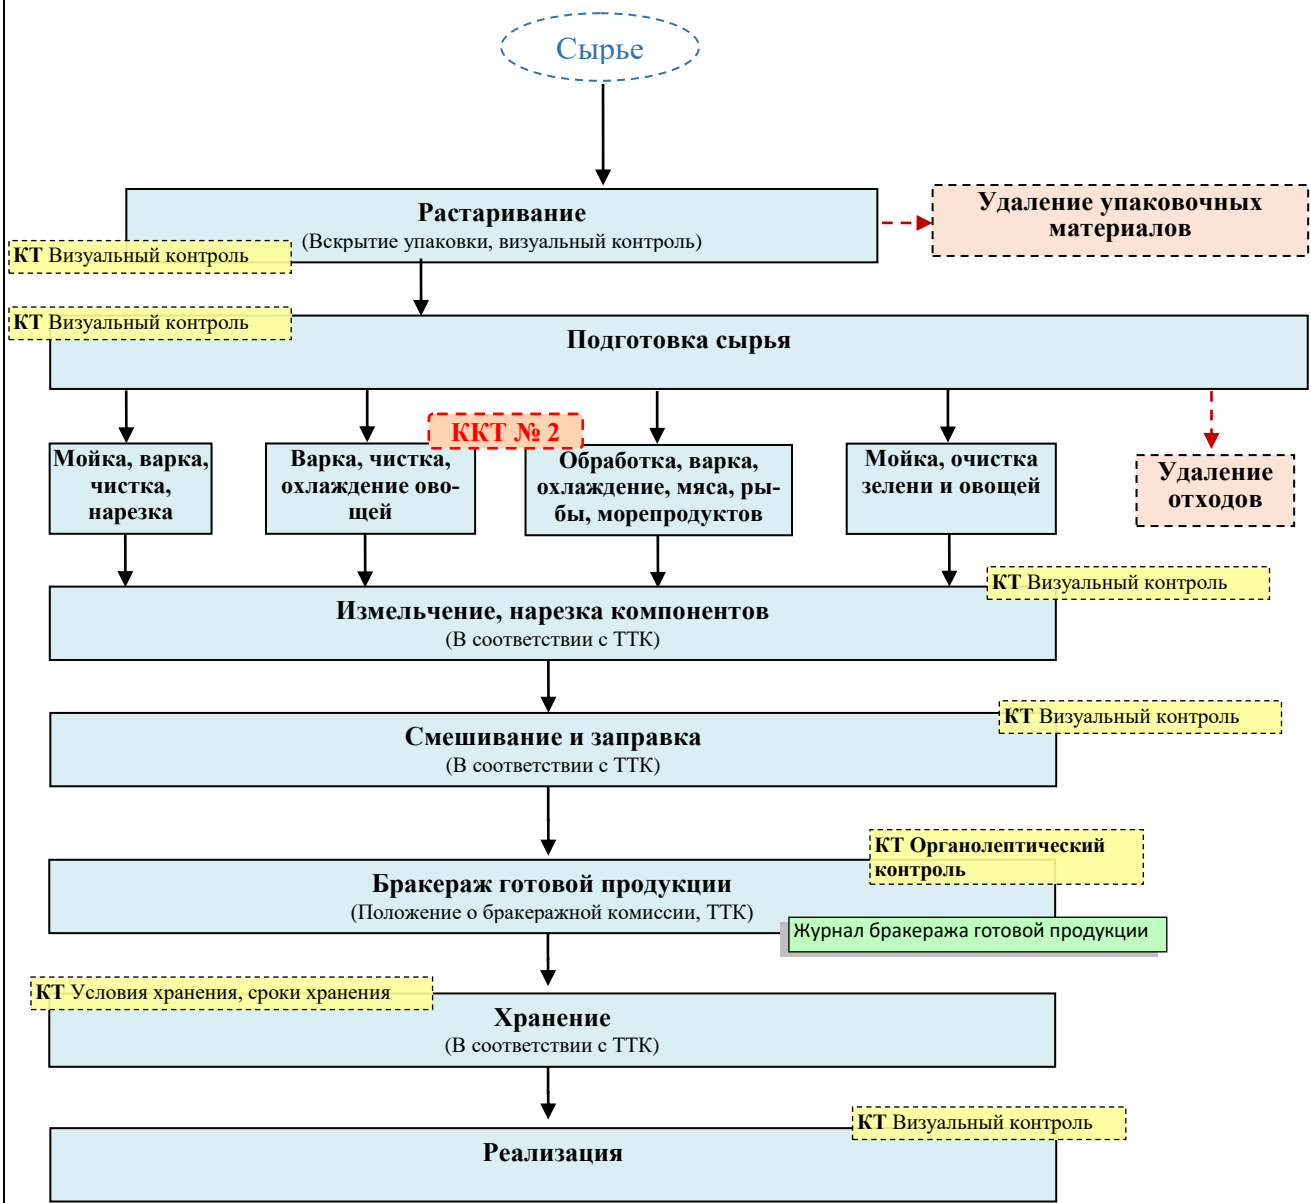 Сырье
Растаривание
(Вскрытие упаковки, визуальный контроль)
КТ Визуальный контроль
Удаление упаковочных
материалов
КТ Визуальный контроль
Подготовка сырья
ККТ № 2
Мойка, варка,
чистка,
нарезка
Варка, чистка,
охлаждение ово-
щей
Обработка, варка,
охлаждение, мяса, ры-
бы, морепродуктов
Мойка, очистка
зелени и овощей
Удаление
отходов
КТ Визуальный контроль
Измельчение, нарезка компонентов
(В соответствии с ТТК)
КТ Визуальный контроль
Смешивание и заправка
(В соответствии с ТТК)
КТ Органолептический
контроль
Бракераж готовой продукции
(Положение о бракеражной комиссии, ТТК)
Журнал бракеража готовой продукции
КТ Условия хранения, сроки хранения
Хранение
(В соответствии с ТТК)
КТ Визуальный контроль
Реализация